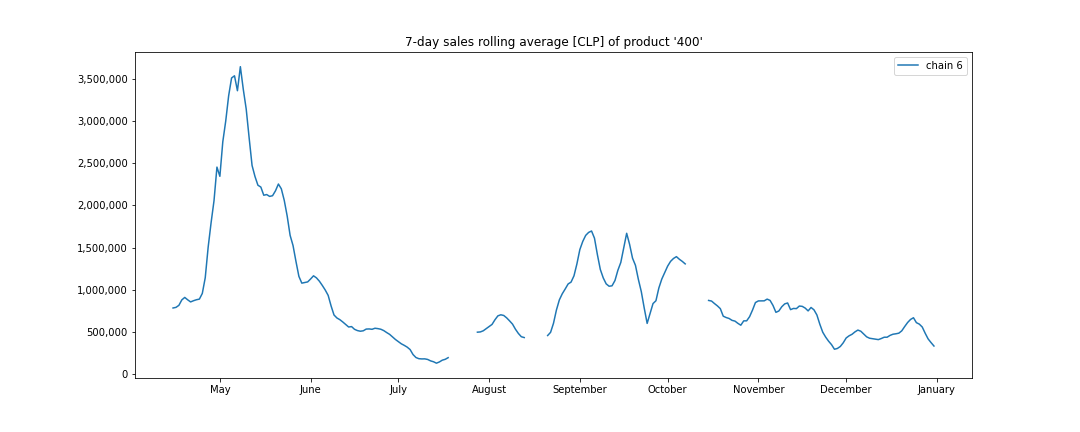 7-day sales rolling average [CLP] of product '400'
chain 6
3,500,000
3,000,000
2,500,000
2,000,000
1,500,000
1,000,000
500,000
0
May June July August September October November December January